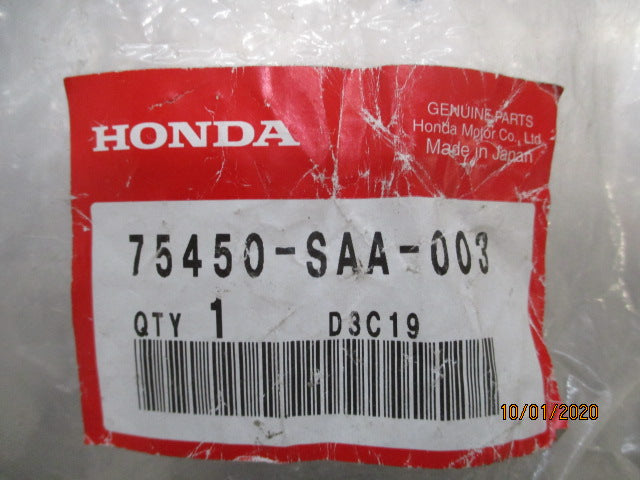 HONDA
GENUINE PARTS
Honda Motor Co., Ltd.
Made in Japan
75450-SAA-003
QTY 1 D3C19
10/01/2020